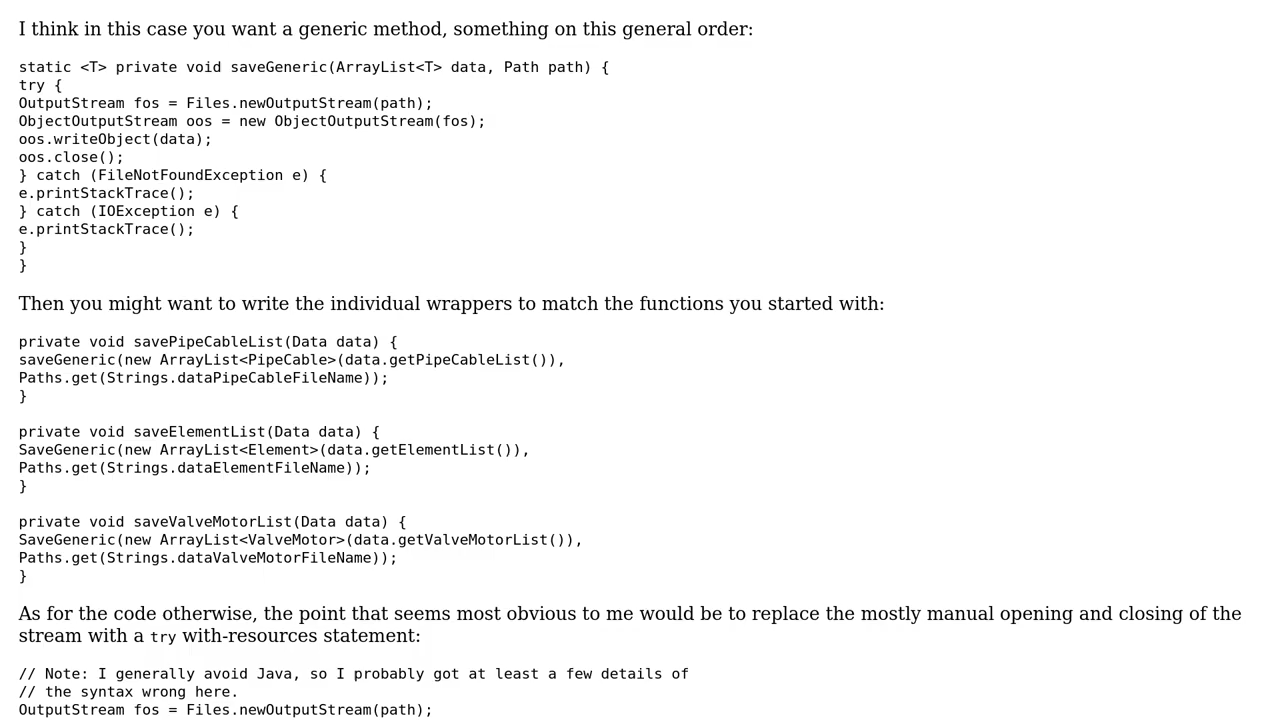 I think in this case you want a generic method, something on this general order:
static <T> private void saveGeneric(ArrayList<T> data, Path path) {
try {
OutputStream fos = Files.newOutputStream(path);
ObjectOutputStream oos = new ObjectOutputStream(fos);
oos.writeObject(data);
oos.close();
} catch (FileNotFoundException e) {
e.printStackTrace();
} catch (IOException e) {
e.printStackTrace();
}
}
Then you might want to write the individual wrappers to match the functions you started with:
private void savePipeCableList(Data data) {
saveGeneric(new ArrayList<PipeCable>(data.getPipeCableList()),
Paths.get(Strings.dataPipeCableFileName));
}
private void saveElementList(Data data) {
SaveGeneric(new ArrayList<Element>(data.getElementList()),
Paths.get(Strings.dataElementFileName));
}
private void saveValveMotorList(Data data) {
SaveGeneric(new ArrayList<ValveMotor>(data.getValveMotorList()),
Paths.get(Strings.dataValveMotorFileName));
}
As for the code otherwise, the point that seems most obvious to me would be to replace the mostly manual opening and closing of the
stream with a try with-resources statement:
// Note: I generally avoid Java, so I probably got at least a few details of
// the syntax wrong here.
OutputStream fos = Files.newOutputStream(path);